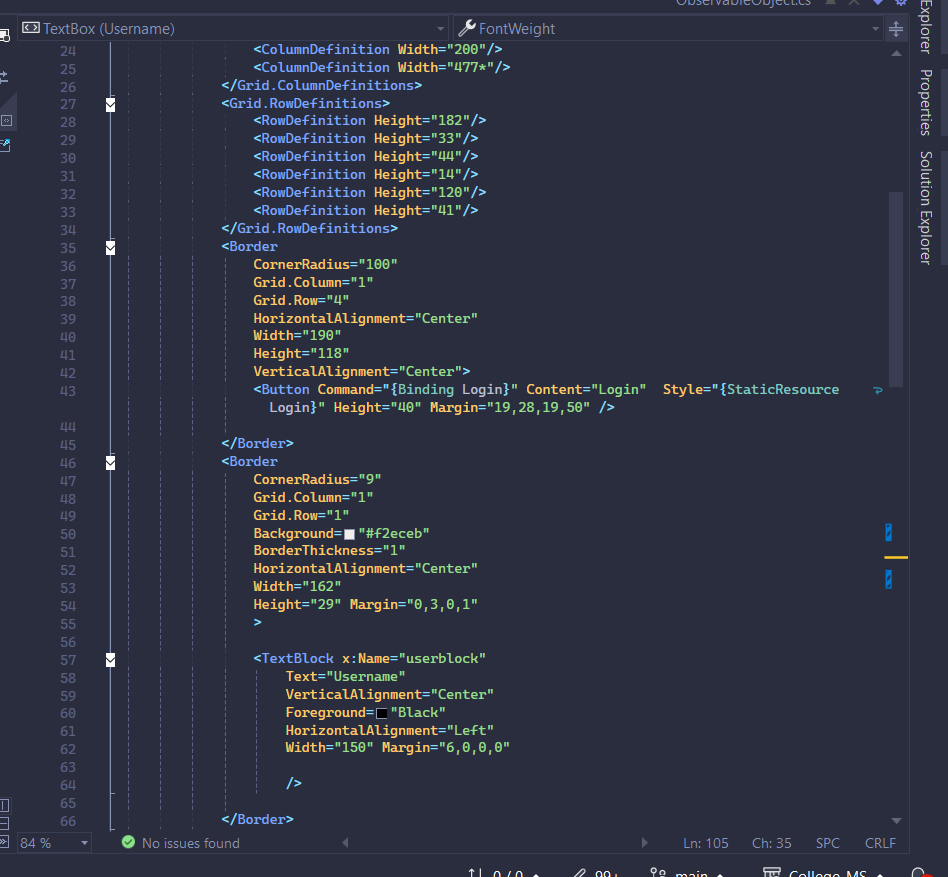 ObservableObject.cs
TextBox (Username) FontWeight
24 <ColumnDefinition Width="200"/>
25 <ColumnDefinition Width="477*"/>
26 </Grid.ColumnDefinitions>
27 <Grid.RowDefinitions>
28 <RowDefinition Height="182"/>
29 <RowDefinition Height="33"/>
30 <RowDefinition Height="44"/>
31 <RowDefinition Height="14"/>
32 <RowDefinition Height="120"/>
33 <RowDefinition Height="41"/>
34 </Grid.RowDefinitions>
35 <Border
36 CornerRadius="100"
37 Grid.Column="1"
38 Grid.Row="4"
39 HorizontalAlignment="Center"
40 Width="190"
41 Height="118"
42 VerticalAlignment="Center">
43 <Button Command="{Binding Login}" Content="Login"  Style="{StaticResource
Login}" Height="40" Margin="19,28,19,50" />
44
45 </Border>
46 <Border
47 CornerRadius="9"
48 Grid.Column="1"
49 Grid.Row="1"
50 Background="#f2eceb"
51 BorderThickness="1"
52 HorizontalAlignment="Center"
53 Width="162"
54 Height="29" Margin="0,3,0,1"
55 >
56
57 <TextBlock x:Name="userblock"
58 Text="Username"
59 VerticalAlignment="Center"
60 Foreground="Black"
61 HorizontalAlignment="Left"
62 Width="150" Margin="6,0,0,0"
63
64 />
65
66 </Border>
84 % No issues found Ln: 105 Ch: 35 SPC CRLF
0 / 0 99+ main College-MS
Explorer
Properties
Solution Explorer